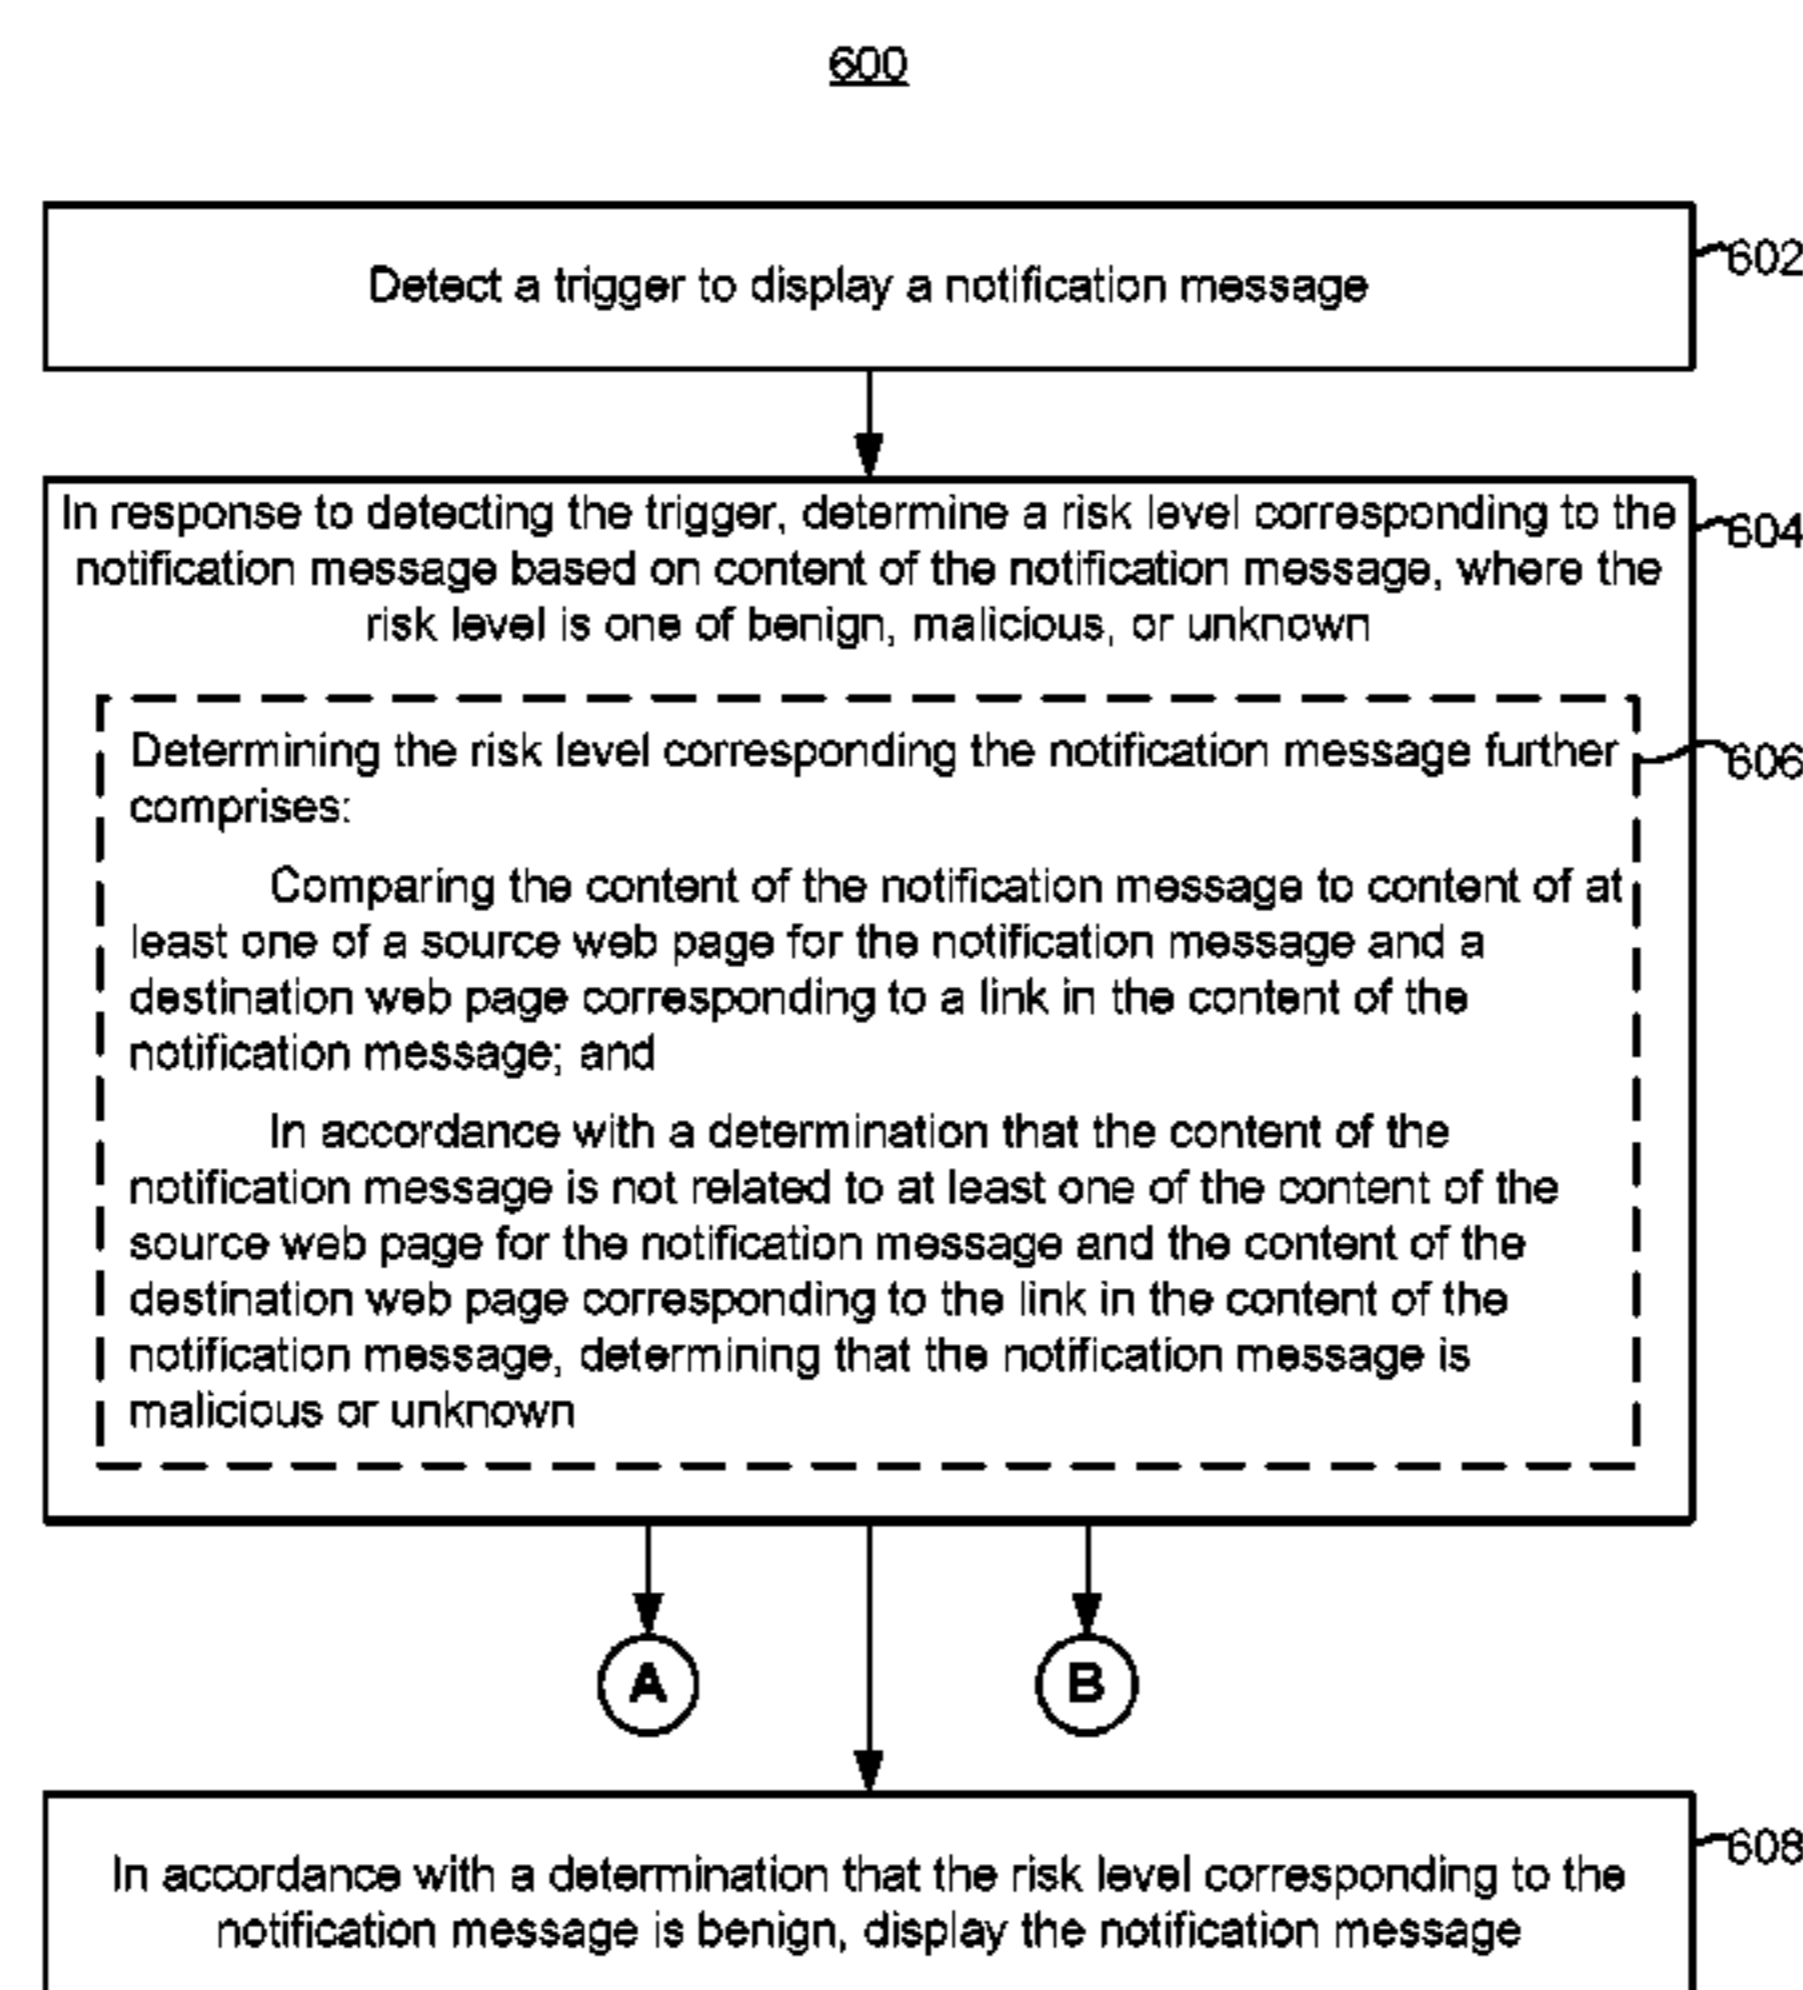 600
Detect a trigger to display a notification message
602
In response to detecting the trigger, determine a risk level corresponding to the
notification message based on content of the notification message, where the
risk level is one of benign, malicious, or unknown
604
Determining the risk level corresponding the notification message further
comprises:
606
Comparing the content of the notification message to content of at
least one of a source web page for the notification message and a
destination web page corresponding to a link in the content of the
notification message; and
In accordance with a determination that the content of the
notification message is not related to at least one of the content of the
source web page for the notification message and the content of the
destination web page corresponding to the link in the content of the
notification message, determining that the notification message is
malicious or unknown
A
B
In accordance with a determination that the risk level corresponding to the
notification message is benign, display the notification message
608